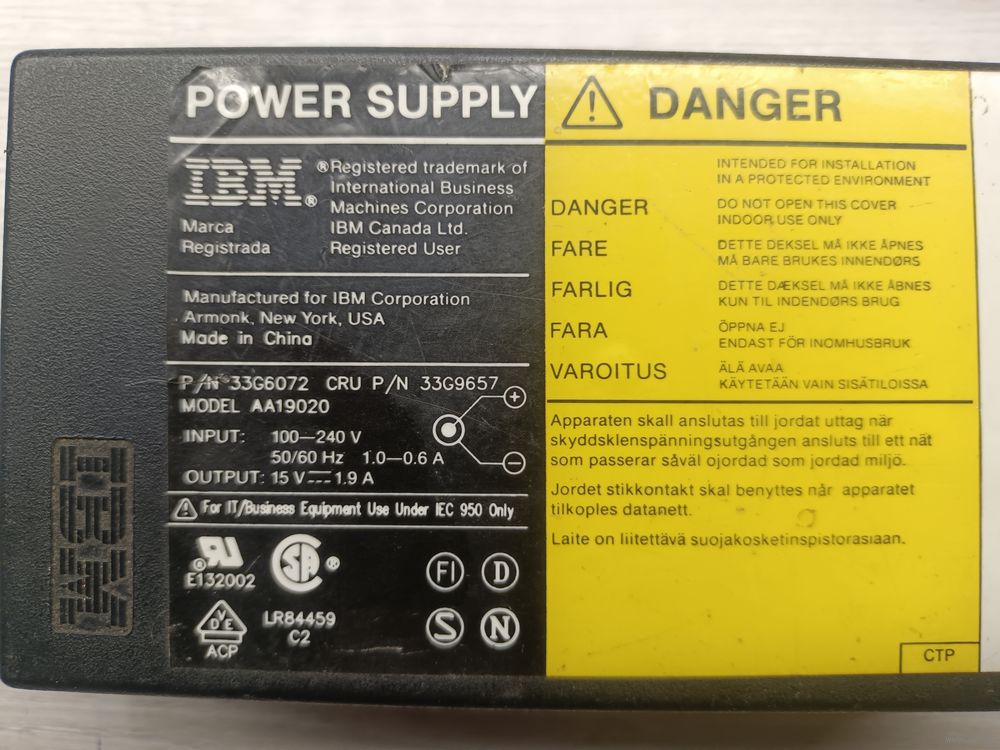 POWER SUPPLY
IBM®
®Registered trademark of
International Business
Machines Corporation
Marca
Registrada
IBM Canada Ltd.
Registered User
Manufactured for IBM Corporation
Armonk, New York, USA
Made in China
P/N 33G6072 CRU P/N 33G9657
MODEL AA19020
INPUT: 100—240 V
50/60 Hz 1.0—0.6 A
OUTPUT: 15 V⎓1.9 A
+
−
For IT/Business Equipment Use Under IEC 950 Only
®UR
E132002
SA®
LR84459
C2
DVE
ACP
FI
D
S
N
IBM
DANGER
INTENDED FOR INSTALLATION
IN A PROTECTED ENVIRONMENT
DANGER
DO NOT OPEN THIS COVER
INDOOR USE ONLY
FARE
DETTE DEKSEL MÅ IKKE ÅPNES
MÅ BARE BRUKES INNENDØRS
FARLIG
DETTE DÆKSEL MÅ IKKE ÅBNES
KUN TIL INDENDØRS BRUG
FARA
ÖPPNA EJ
ENDAST FÖR INOMHUSBRUK
VAROITUS
ÄLÄ AVAA
KÄYTETÄÄN VAIN SISÄTILOISSA
Apparaten skall anslutas till jordat uttag när
skyddsklenspänningsutgången ansluts till ett nät
som passerar såväl ojordad som jordad miljö.
Jordet stikkontakt skal benyttes når apparatet
tilkoples datanett.
Laite on liitettävä suojakosketinspistorasiaan.
CTP